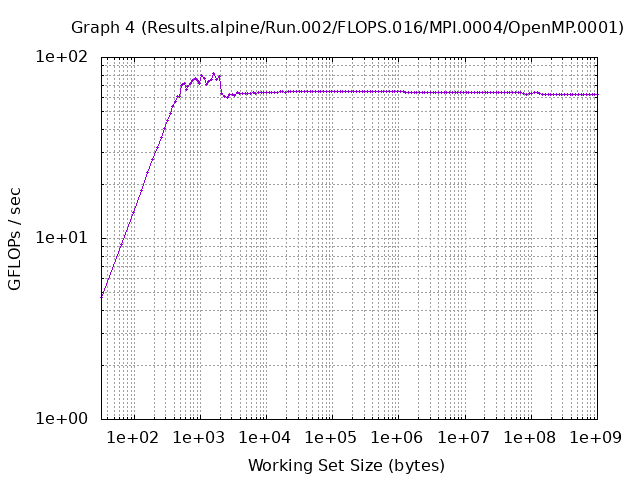 Graph 4 (Results.alpine/Run.002/FLOPS.016/MPI.0004/OpenMP.0001)
1e+02
1e+01
1e+00
GFLOPs / sec
1e+02 1e+03 1e+04 1e+05 1e+06 1e+07 1e+08 1e+09
Working Set Size (bytes)